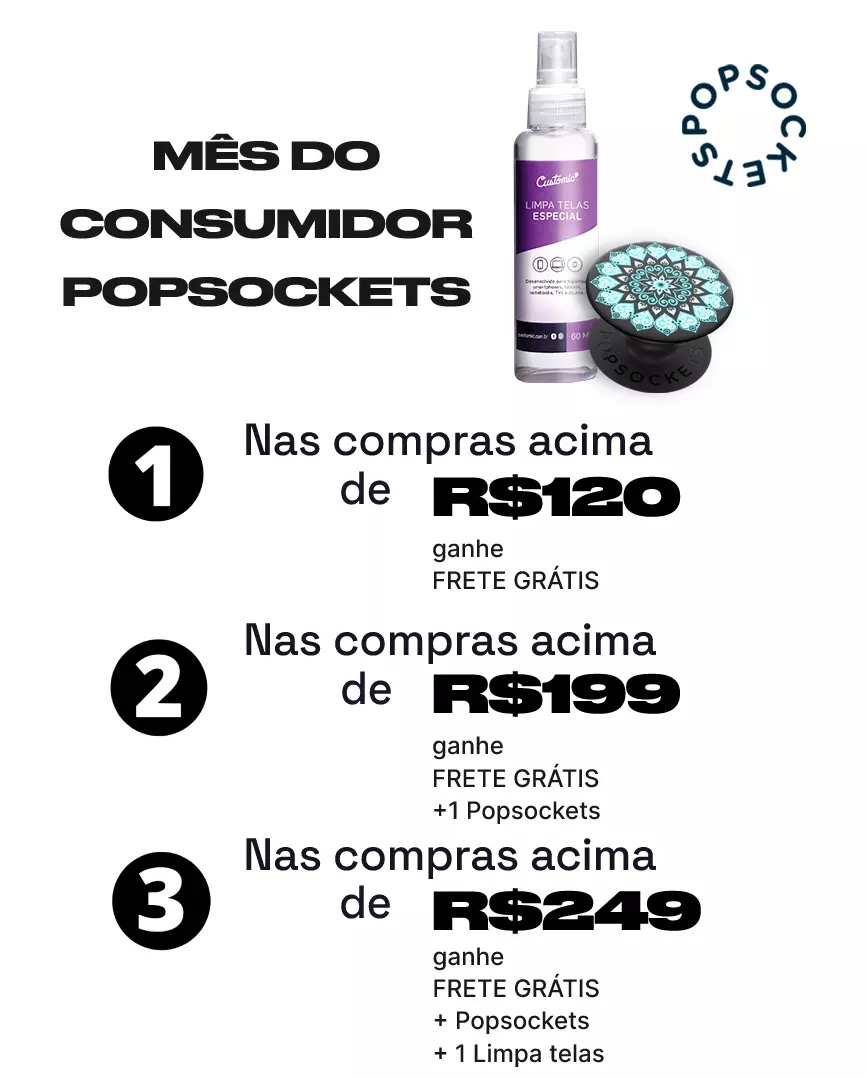 MÊS DO
CONSUMIDOR
POPSOCKETS
POPSOCKETS
Customic
LIMPA TELAS
ESPECIAL
60 M
POPSOCKE
1
Nas compras acima
de R$120
ganhe
FRETE GRÁTIS
2
Nas compras acima
de R$199
ganhe
FRETE GRÁTIS
+1 Popsockets
3
Nas compras acima
de R$249
ganhe
FRETE GRÁTIS
+ Popsockets
+ 1 Limpa telas